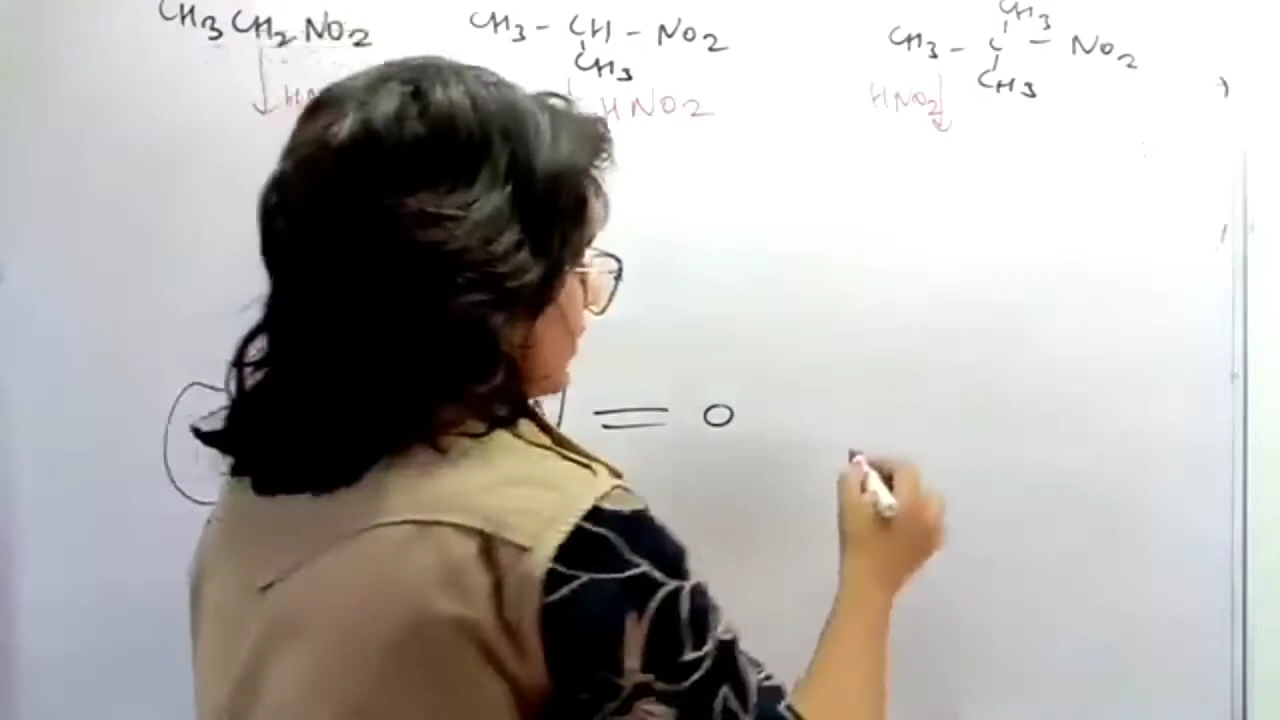 CH3CH2NO2 CH3 - CH - NO2 CH3 - C - NO2
CH3 CH3
CH3
HNO2 HNO2
= O